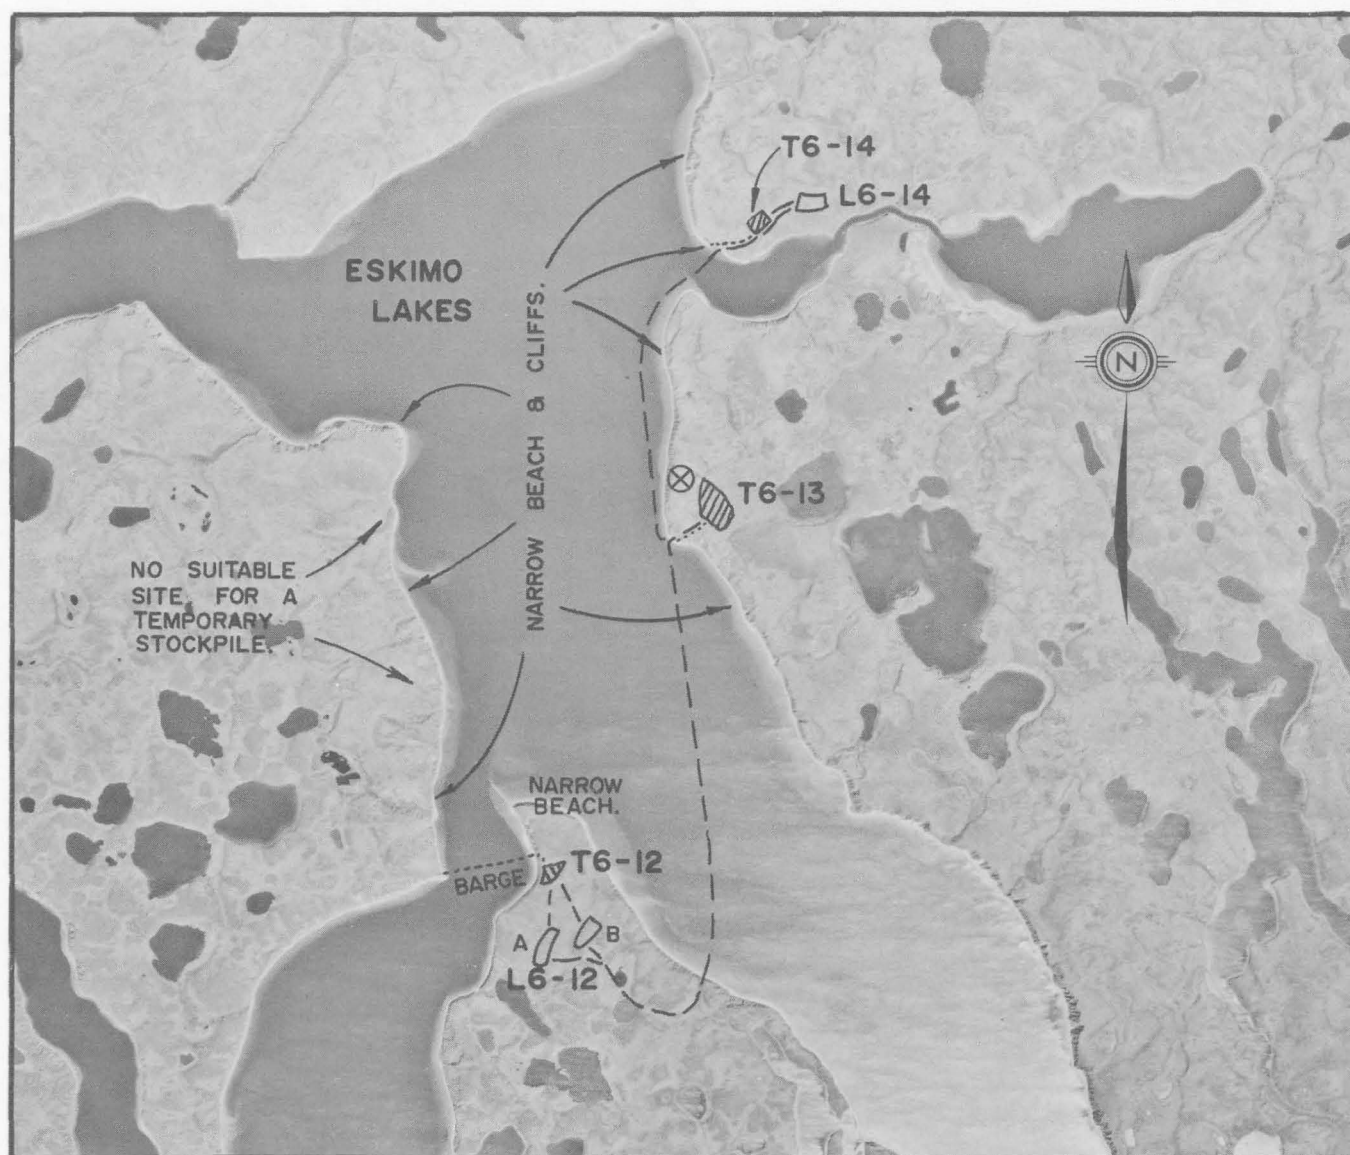 T6-14
L6-14
ESKIMO
LAKES
NARROW BEACH & CLIFFS.
N
T6-13
NO SUITABLE
SITE FOR A
TEMPORARY
STOCKPILE.
NARROW
BEACH.
T6-12
BARGE
A
B
L6-12